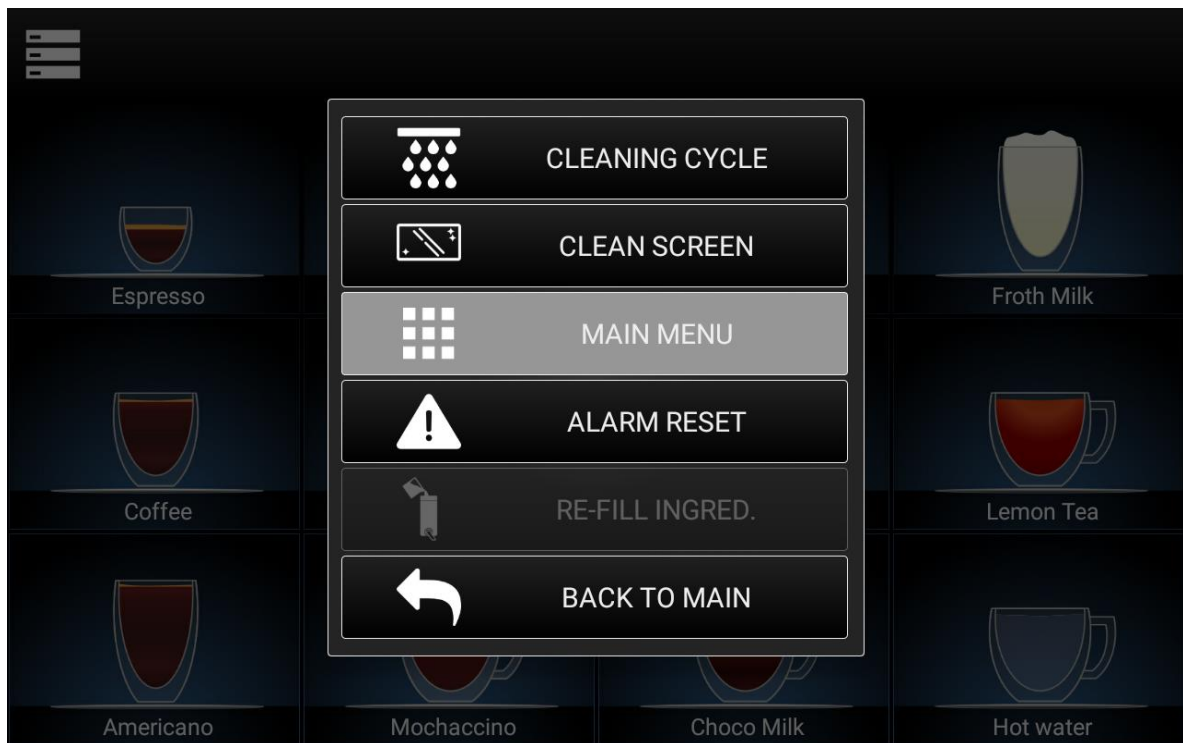 CLEANING CYCLE
CLEAN SCREEN
MAIN MENU
ALARM RESET
RE-FILL INGRED.
BACK TO MAIN
Espresso
Froth Milk
Coffee
Lemon Tea
Americano
Mochaccino
Choco Milk
Hot water